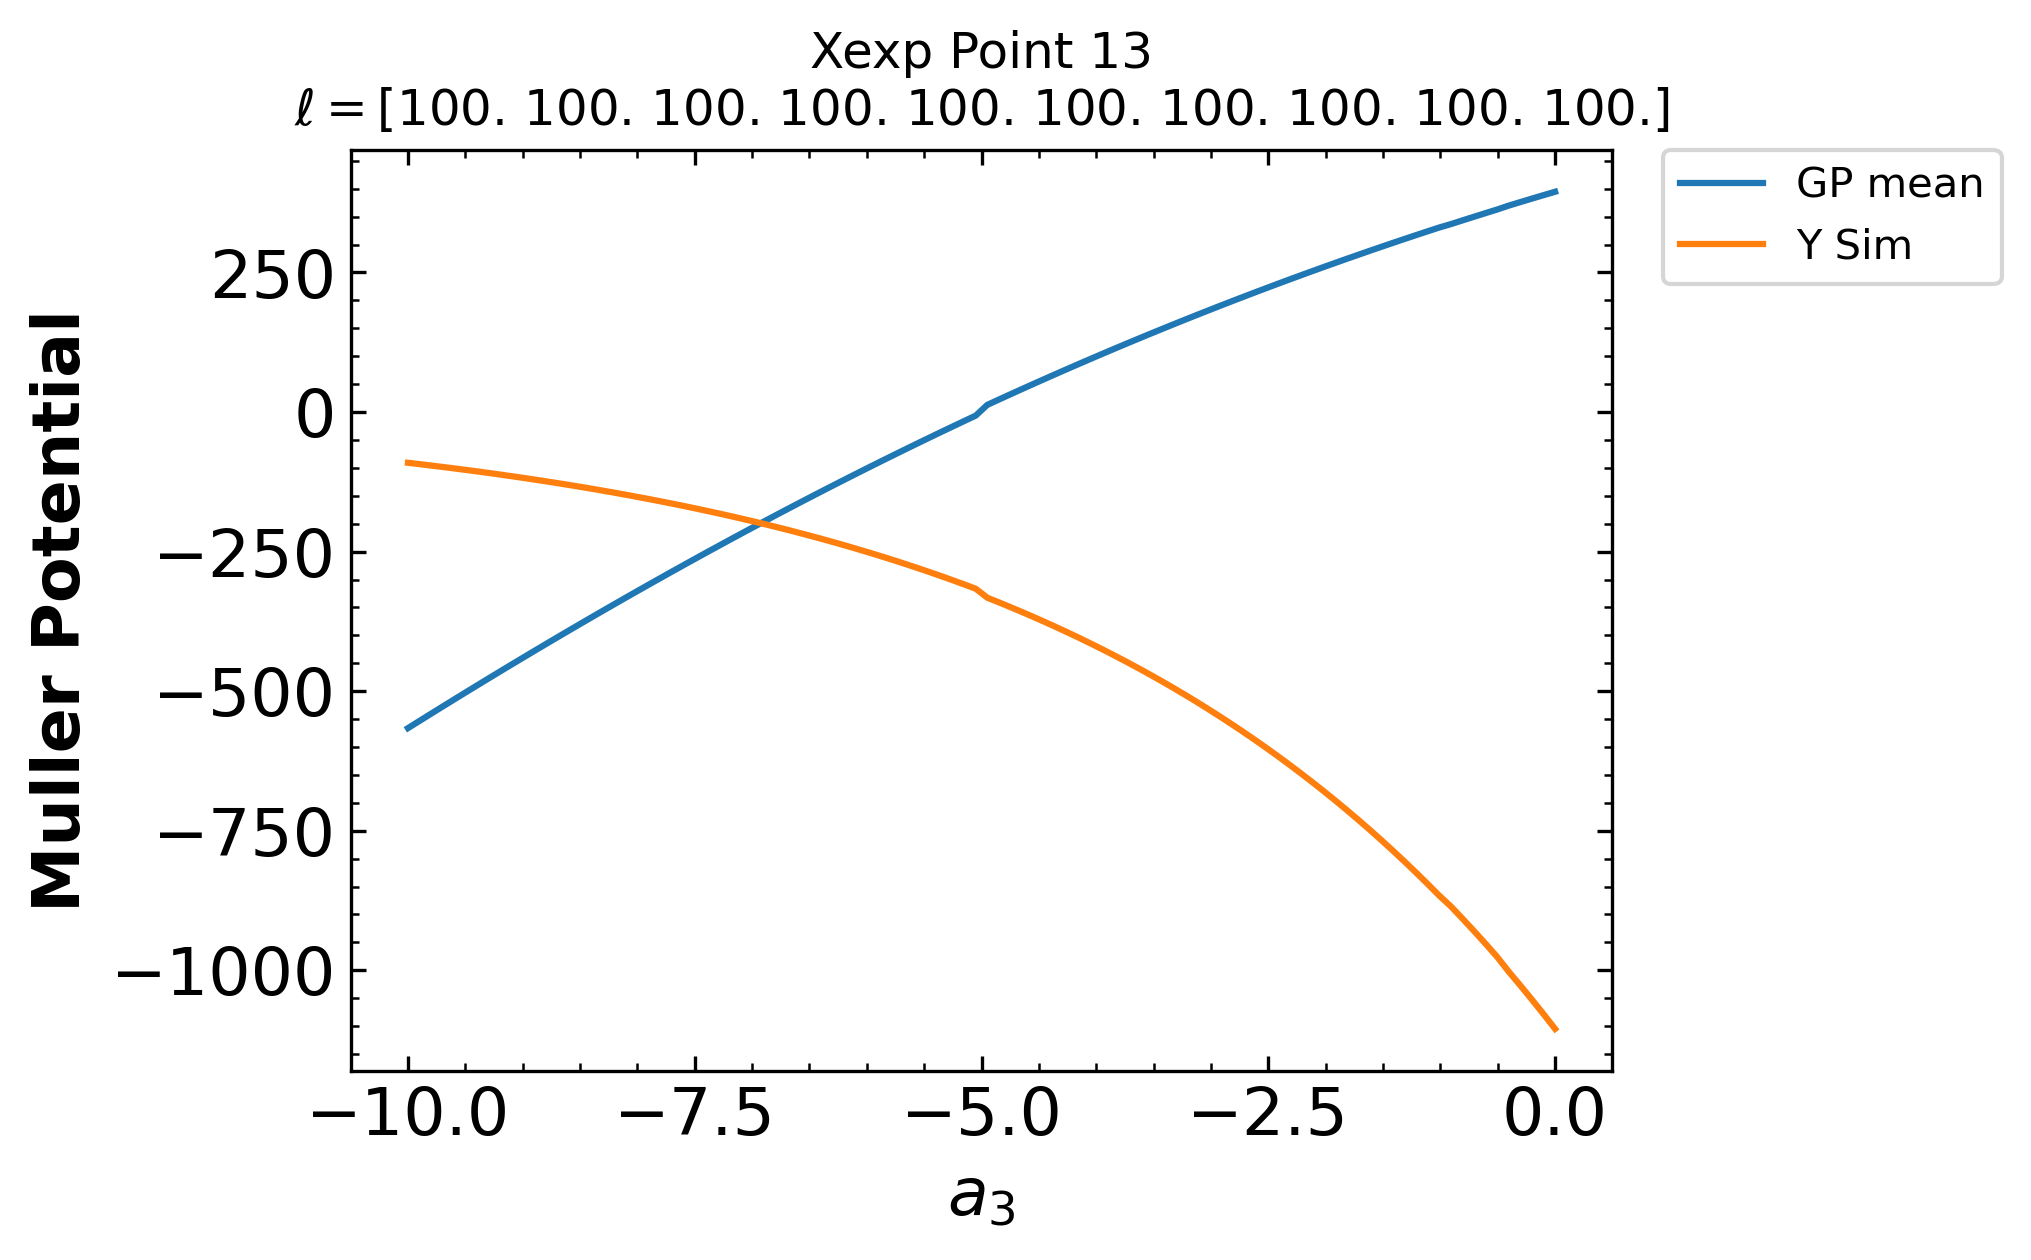 Xexp Point 13
ℓ = [100. 100. 100. 100. 100. 100. 100. 100. 100. 100.]
GP mean
Y Sim
Muller Potential
250
0
−250
−500
−750
−1000
−10.0 −7.5 −5.0 −2.5 0.0
a₃